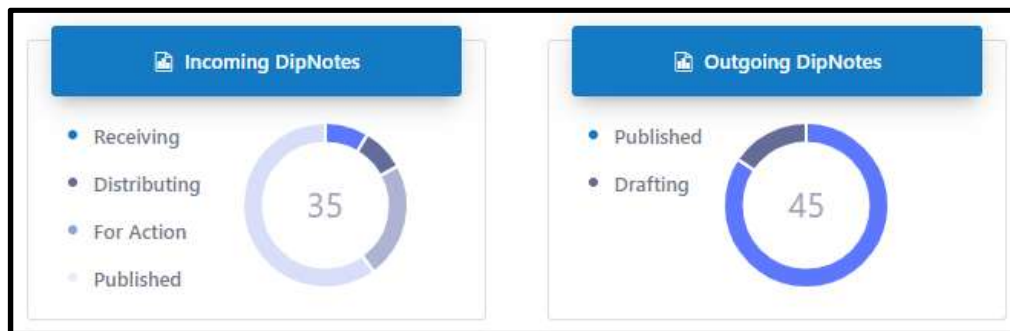 Incoming DipNotes
Receiving
Distributing
For Action
Published
35
Outgoing DipNotes
Published
Drafting
45